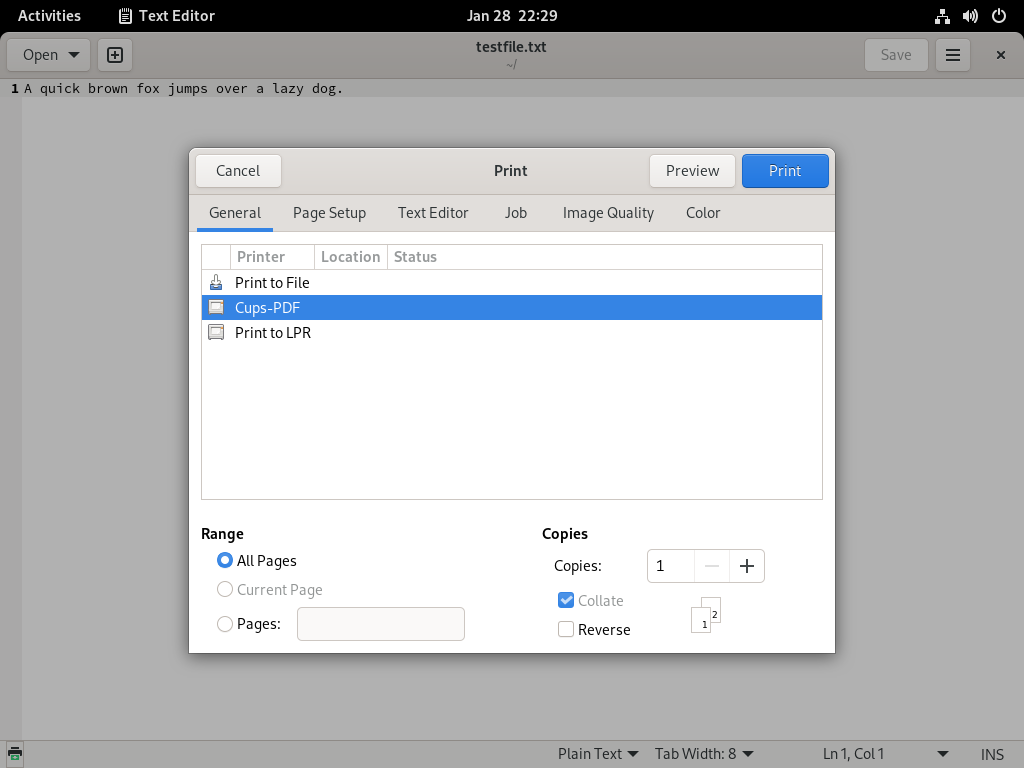 Activities Text Editor Jan 28 22:29
Open testfile.txt Save
~/
1 A quick brown fox jumps over a lazy dog.
Cancel Print Preview Print
General Page Setup Text Editor Job Image Quality Color
Printer Location Status
Print to File
Cups-PDF
Print to LPR
Range Copies
All Pages Copies: 1
Current Page Collate
Pages: Reverse
1 2
Plain Text Tab Width: 8 Ln 1, Col 1 INS